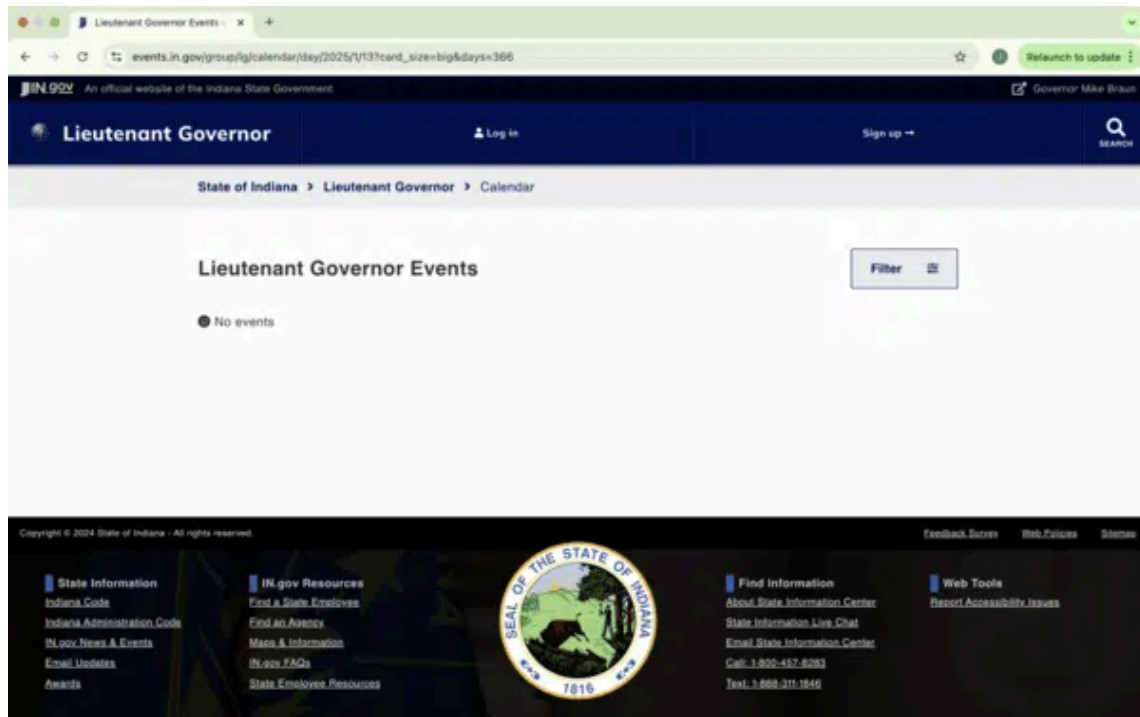 Lieutenant Governor Events -
events.in.gov/group/lg/calendar/day/2025/1/13?card_size=big&days=366
Relaunch to update
IN.gov An official website of the Indiana State Government
Governor Mike Braun
Lieutenant Governor
Log in
Sign up →
SEARCH
State of Indiana > Lieutenant Governor > Calendar
Lieutenant Governor Events
Filter
No events
Copyright © 2024 State of Indiana - All rights reserved.
Feedback Survey Web Policies Sitemap
State Information
Indiana Code
Indiana Administration Code
IN.gov News & Events
Email Updates
Awards
IN.gov Resources
Find a State Employee
Find an Agency
Maps & Information
IN.gov FAQs
State Employee Resources
SEAL OF THE STATE OF INDIANA
1816
Find Information
About State Information Center
State Information Live Chat
Email State Information Center
Call: 1-800-457-8283
Text: 1-888-311-1846
Web Tools
Report Accessibility Issues